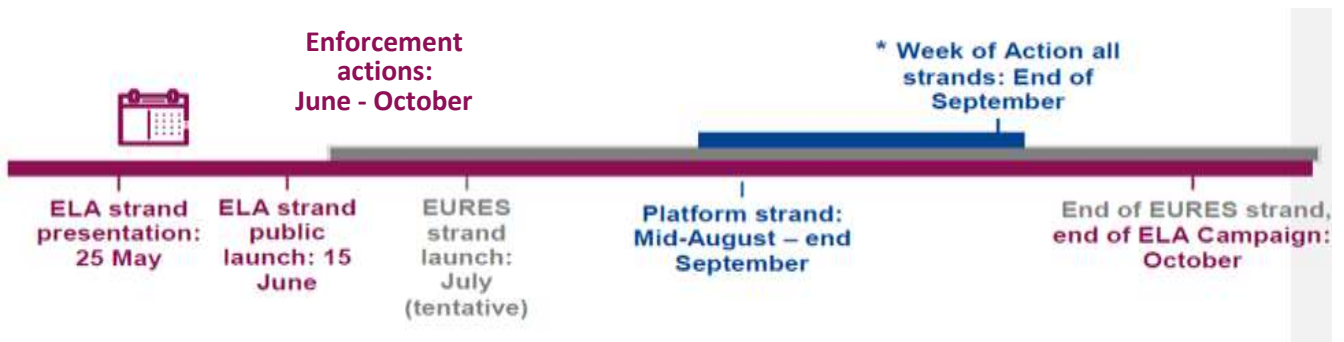 Enforcement
actions:
June - October
* Week of Action all
strands: End of
September
ELA strand
presentation:
25 May
ELA strand
public
launch: 15
June
EURES
strand
launch:
July
(tentative)
Platform strand:
Mid-August – end
September
End of EURES strand,
end of ELA Campaign:
October